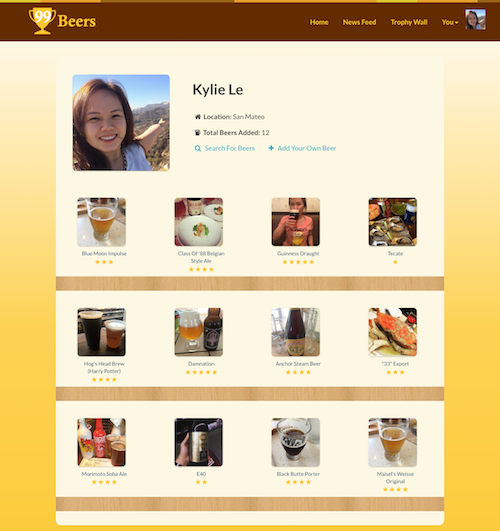 99 Beers
Home News Feed Trophy Wall You
Kylie Le
Location: San Mateo
Total Beers Added: 12
Search For Beers Add Your Own Beer
Blue Moon Impulse
Class Of '88 Belgian
Style Ale
Guinness Draught
Tecate
Hog's Head Brew
(Harry Potter)
Damnation
Anchor Steam Beer
"33" Export
Morimoto Soba Ale
E40
Black Butte Porter
Maisel's Weisse
Original